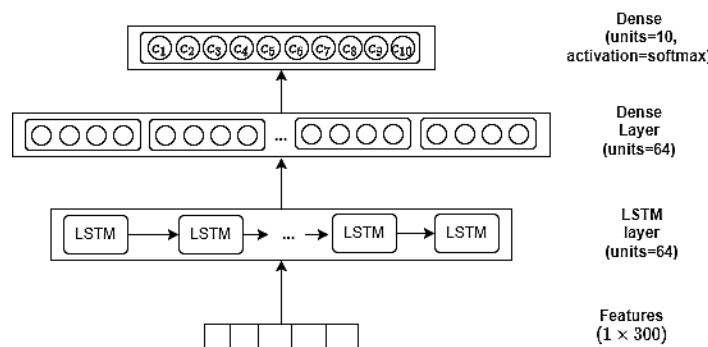 Dense
(units=10,
activation=softmax)
c1 c2 c3 c4 c5 c6 c7 c8 c9 c10
Dense
Layer
(units=64)
...
LSTM LSTM ... LSTM LSTM
LSTM
layer
(units=64)
Features
(1 × 300)